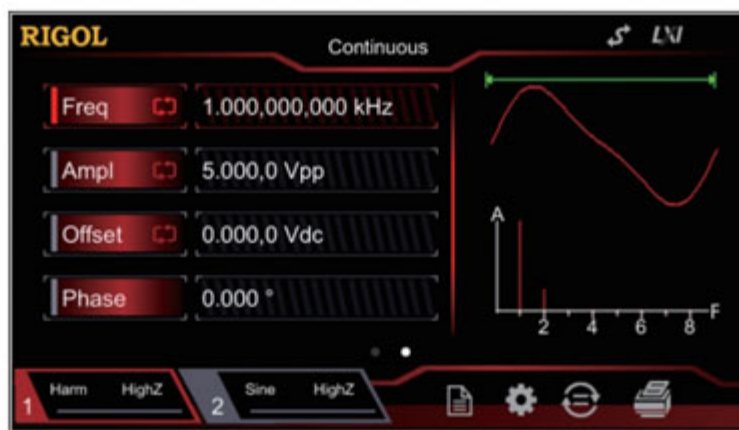 RIGOL
Continuous
LXI
Freq 1.000,000,000 kHz
Ampl 5.000,0 Vpp
Offset 0.000,0 Vdc
Phase 0.000 °
A
2 4 6 8 F
1 Harm HighZ
2 Sine HighZ